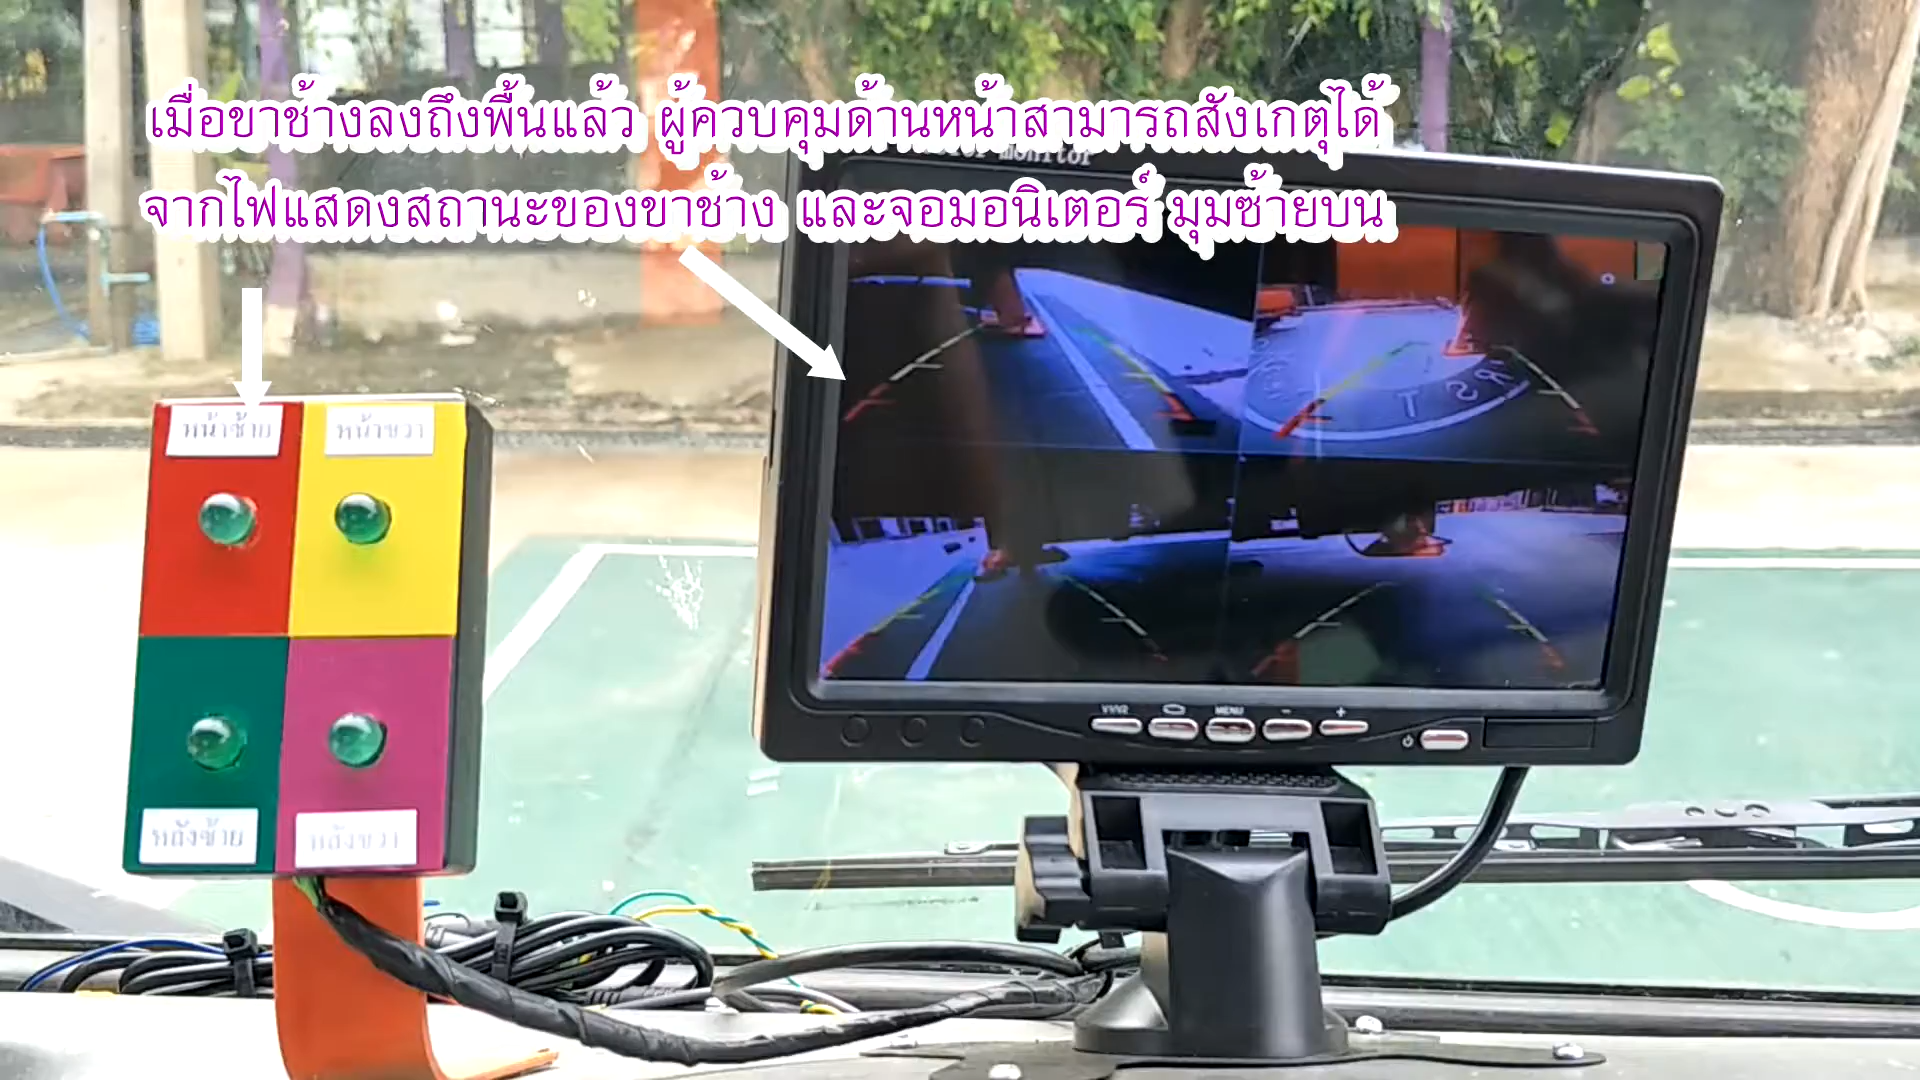 เมื่อขาช้างลงถึงพื้นแล้ว ผู้ควบคุมด้านหน้าสามารถสังเกตุได้
จากไฟแสดงสถานะของขาช้าง และจอมอนิเตอร์ มุมซ้ายบน
monitor
หน้าซ้าย
หน้าขวา
R S T
V1/V2
MENU
-
+
หลังซ้าย
หลังขวา